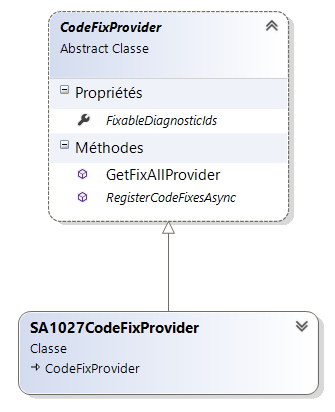 CodeFixProvider
Abstract Classe
Propriétés
FixableDiagnosticIds
Méthodes
GetFixAllProvider
RegisterCodeFixesAsync
SA1027CodeFixProvider
Classe
CodeFixProvider